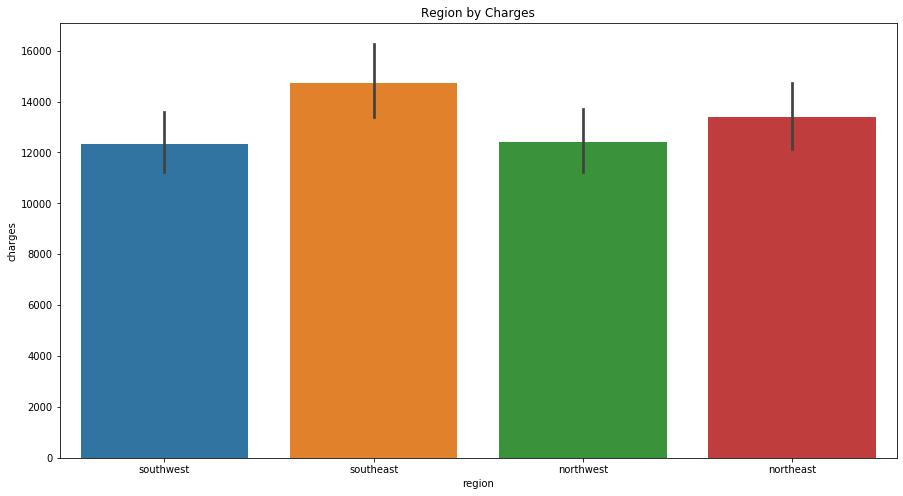 Region by Charges
16000
14000
12000
10000
8000
6000
4000
2000
0
charges
southwest southeast northwest northeast
region